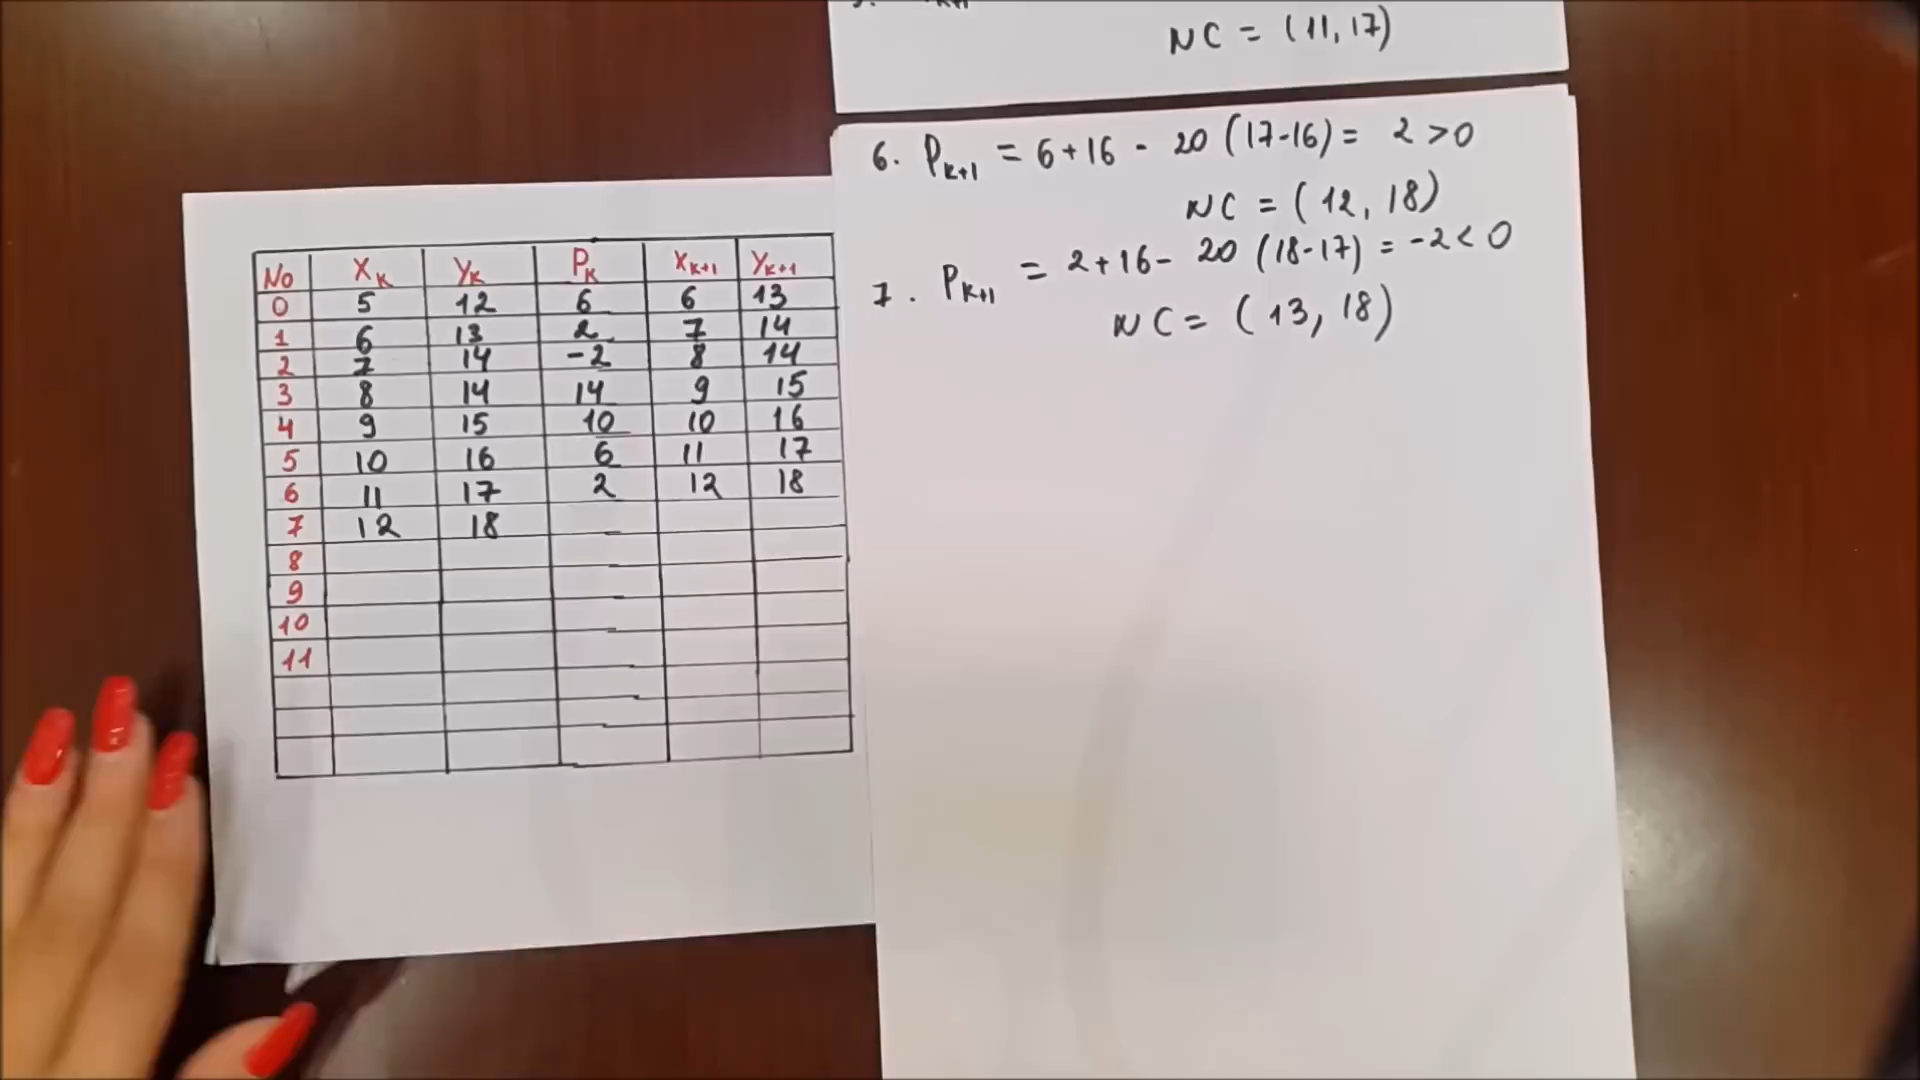 NC = (11, 17)
6. Pk+1 = 6+16 - 20 (17-16) = 2 >0
NC = (12, 18)
7. Pk+1 = 2+16- 20 (18-17) = -2 < 0
NC = (13, 18)
No Xk Yk Pk Xk+1 Yk+1
0 5 12 6 6 13
1 6 13 2 7 14
2 7 14 -2 8 14
3 8 14 14 9 15
4 9 15 10 10 16
5 10 16 6 11 17
6 11 17 2 12 18
7 12 18
8
9
10
11